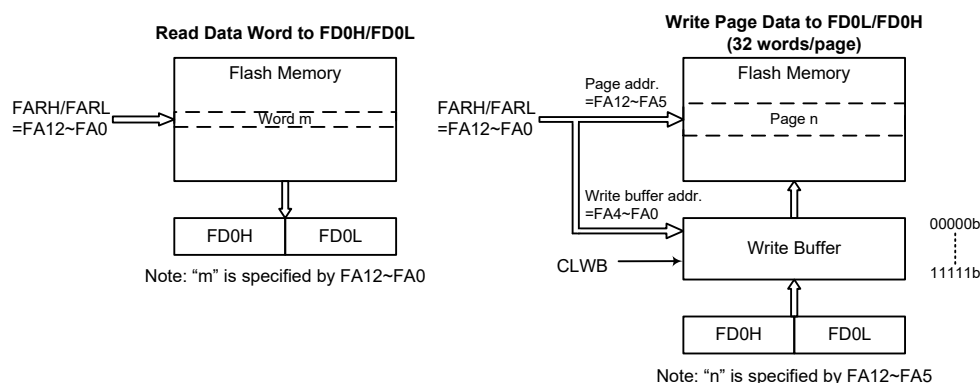 Read Data Word to FD0H/FD0L
Flash Memory
FARH/FARL
=FA12~FA0
Word m
FD0H
FD0L
Note: “m” is specified by FA12~FA0
Write Page Data to FD0L/FD0H
(32 words/page)
Flash Memory
Page addr.
=FA12~FA5
FARH/FARL
=FA12~FA0
Page n
Write buffer addr.
=FA4~FA0
Write Buffer
00000b
11111b
CLWB
FD0H
FD0L
Note: “n” is specified by FA12~FA5